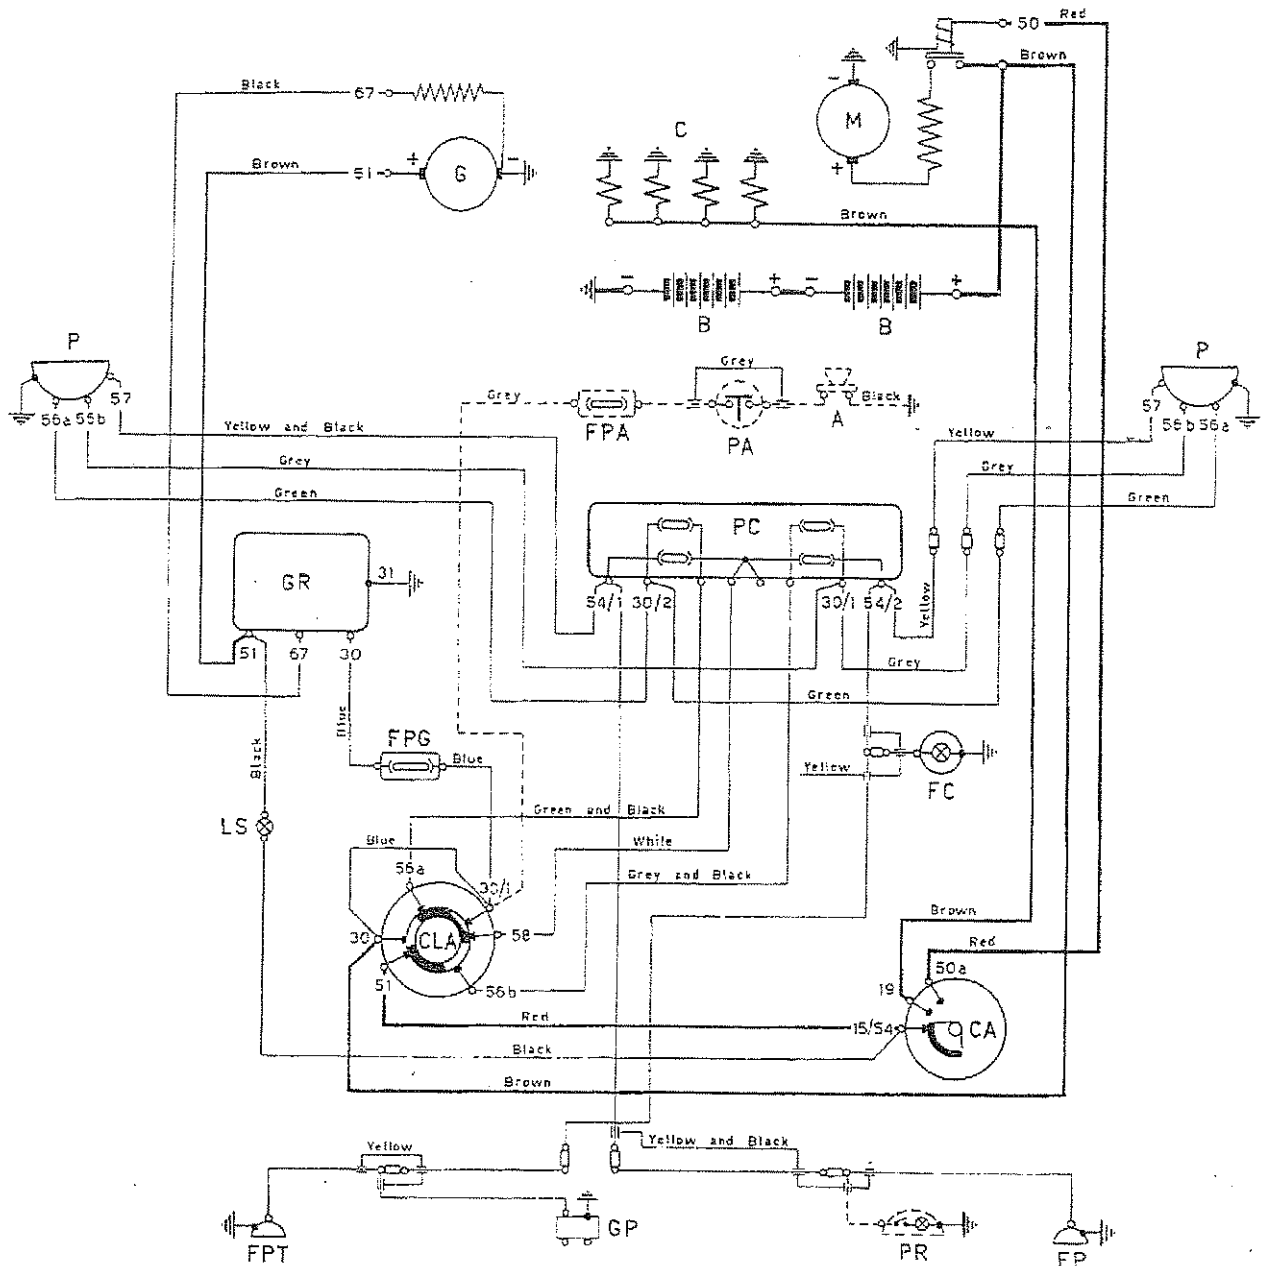 50
Red
Brown
Black
67
M
-
+
C
Brown
51
+
G
-
Brown
-
+
-
+
B
B
P
57
56a
56b
Grey
Grey
FPA
PA
A
Black
P
57
56b
56a
Yellow and Black
Yellow
Grey
Grey
Green
Green
PC
GR
31
54/1
30/2
30/1
54/2
Yellow
51
67
30
Grey
Green
Blue
Black
FPG
Blue
Yellow
FC
Green and Black
LS
Blue
White
56a
30/1
Grey and Black
30
CLA
58
Brown
Red
50a
51
56b
19
Red
15/54
CA
Black
Brown
Yellow
Yellow and Black
FPT
GP
PR
FP